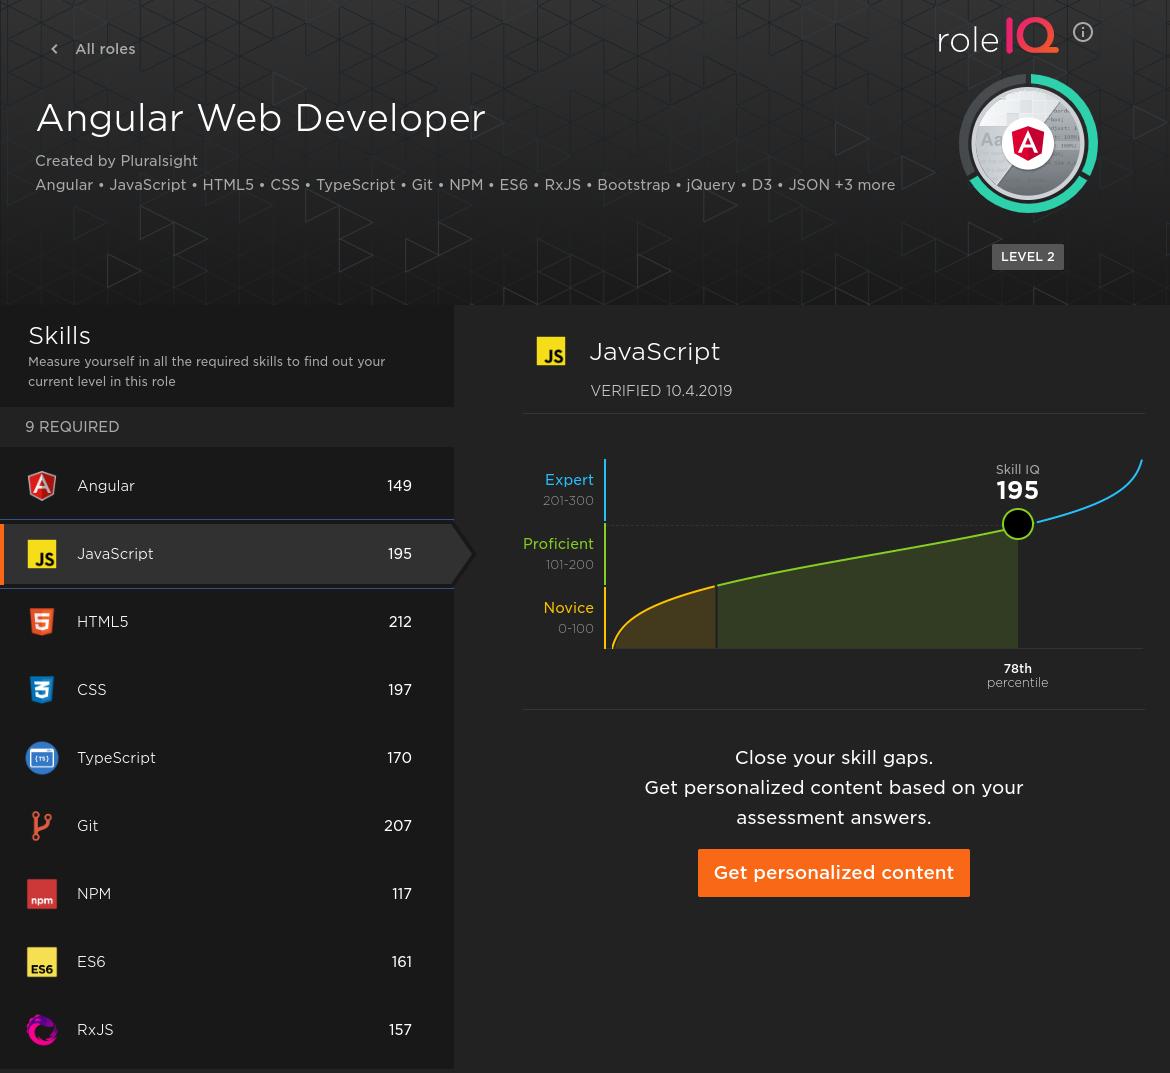 All roles
role IQ
Angular Web Developer
Created by Pluralsight
Angular • JavaScript • HTML5 • CSS • TypeScript • Git • NPM • ES6 • RxJS • Bootstrap • jQuery • D3 • JSON +3 more
LEVEL 2
Skills
Measure yourself in all the required skills to find out your
current level in this role
9 REQUIRED
Angular 149
JS JavaScript 195
HTML5 212
CSS 197
TypeScript 170
Git 207
npm NPM 117
ES6 ES6 161
RxJS 157
JS JavaScript
VERIFIED 10.4.2019
Expert
201-300
Proficient
101-200
Novice
0-100
Skill IQ
195
78th
percentile
Close your skill gaps.
Get personalized content based on your
assessment answers.
Get personalized content